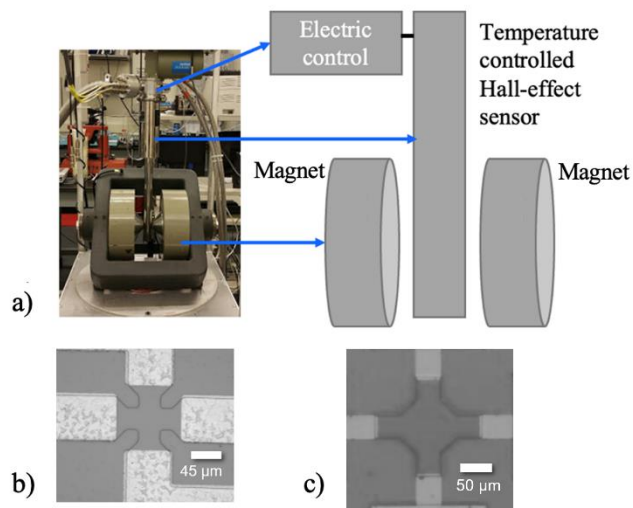 Electric
control
Temperature
controlled
Hall-effect
sensor
Magnet
Magnet
a)
45 µm
50 µm
b)
c)